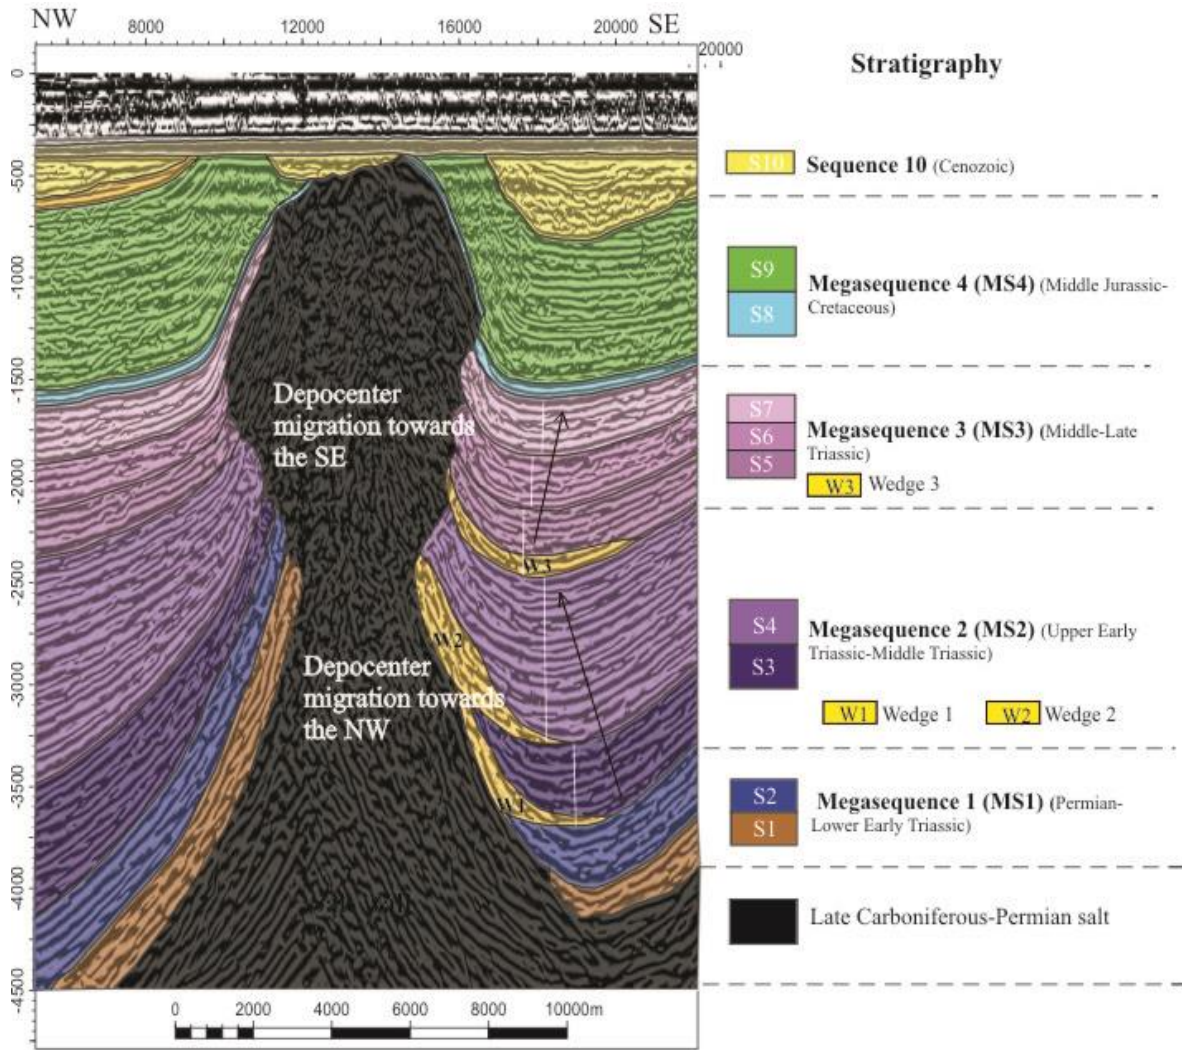 NW
8000
12000
16000
20000
SE
20000
0
-500
-1000
-1500
-2000
-2500
-3000
-3500
-4000
-4500
Depocenter
migration towards
the SE
Depocenter
migration towards
the NW
W3
W2
W1
0 2000 4000 6000 8000 10000m
Stratigraphy
S10
Sequence 10 (Cenozoic)
S9
S8
Megasequence 4 (MS4) (Middle Jurassic-
Cretaceous)
S7
S6
S5
Megasequence 3 (MS3) (Middle-Late
Triassic)
W3 Wedge 3
S4
S3
Megasequence 2 (MS2) (Upper Early
Triassic-Middle Triassic)
W1 Wedge 1
W2 Wedge 2
S2
S1
Megasequence 1 (MS1) (Permian-
Lower Early Triassic)
Late Carboniferous-Permian salt